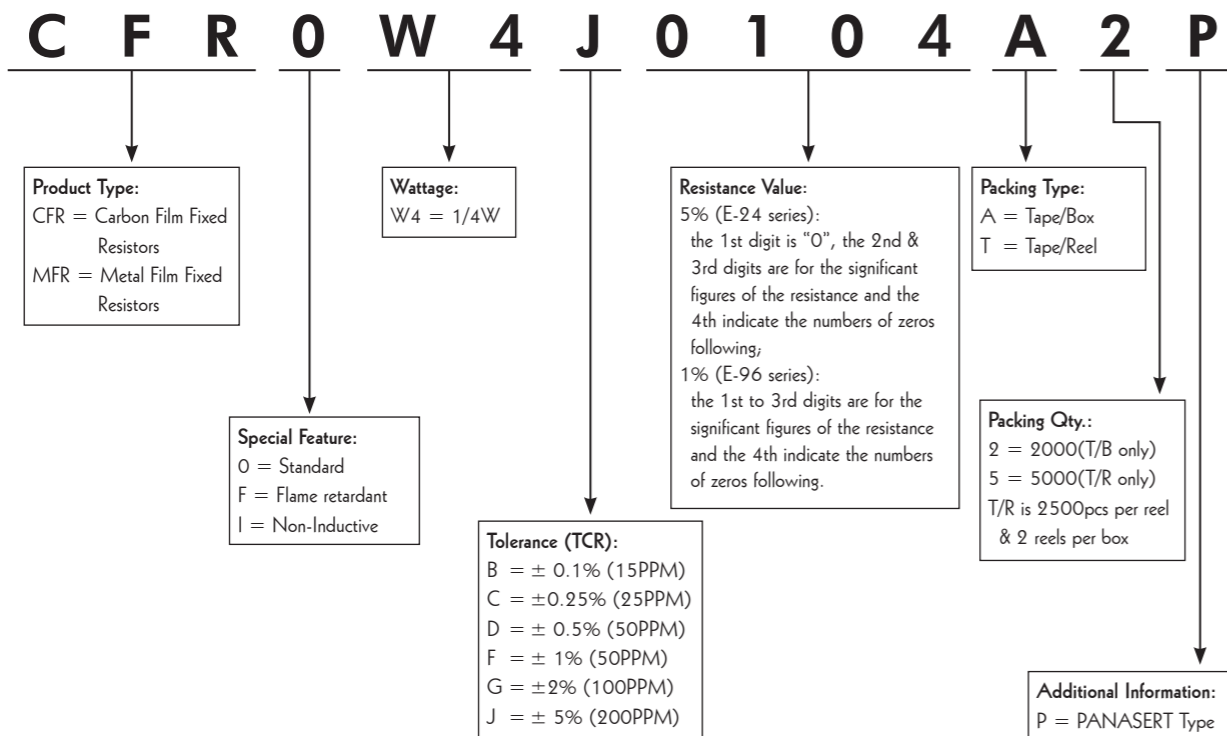 C F R 0 W 4 J 0 1 0 4 A 2 P
Product Type:
CFR = Carbon Film Fixed
Resistors
MFR = Metal Film Fixed
Resistors
Wattage:
W4 = 1/4W
Resistance Value:
5% (E-24 series):
the 1st digit is “0”, the 2nd &
3rd digits are for the significant
figures of the resistance and the
4th indicate the numbers of zeros
following;
1% (E-96 series):
the 1st to 3rd digits are for the
significant figures of the resistance
and the 4th indicate the numbers
of zeros following.
Packing Type:
A = Tape/Box
T = Tape/Reel
Special Feature:
0 = Standard
F = Flame retardant
I = Non-Inductive
Packing Qty.:
2 = 2000(T/B only)
5 = 5000(T/R only)
T/R is 2500pcs per reel
& 2 reels per box
Tolerance (TCR):
B = ± 0.1% (15PPM)
C = ±0.25% (25PPM)
D = ± 0.5% (50PPM)
F = ± 1% (50PPM)
G = ±2% (100PPM)
J = ± 5% (200PPM)
Additional Information:
P = PANASERT Type